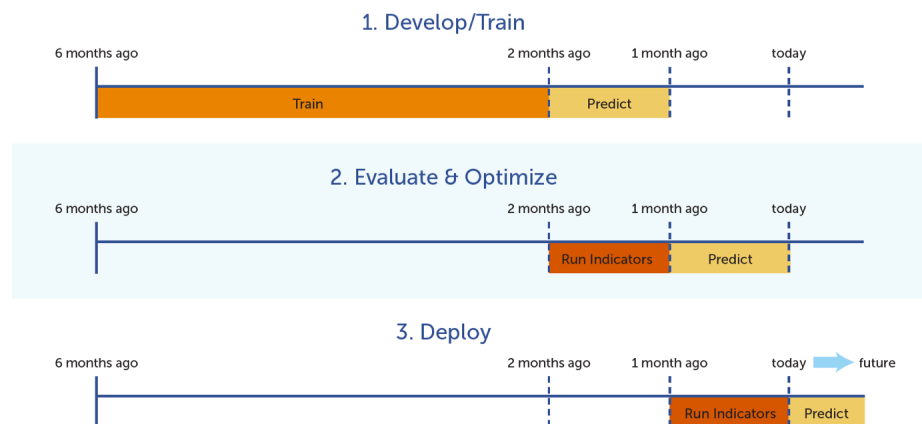 1. Develop/Train
6 months ago 2 months ago 1 month ago today
Train Predict
2. Evaluate & Optimize
6 months ago 2 months ago 1 month ago today
Run Indicators Predict
3. Deploy
6 months ago 2 months ago 1 month ago today future
Run Indicators Predict